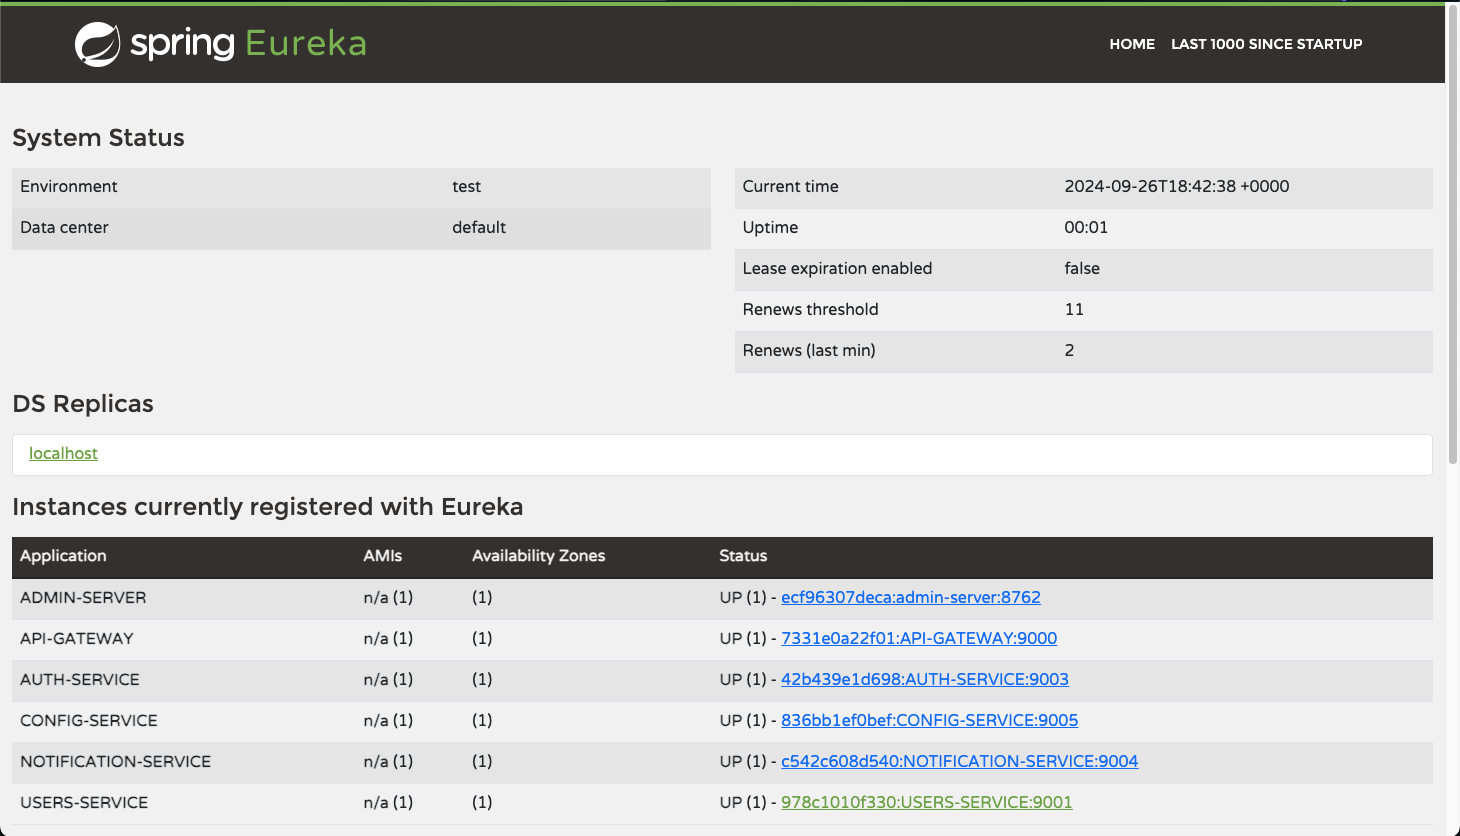 spring Eureka
HOME LAST 1000 SINCE STARTUP
System Status
Environment test
Data center default
Current time 2024-09-26T18:42:38 +0000
Uptime 00:01
Lease expiration enabled false
Renews threshold 11
Renews (last min) 2
DS Replicas
localhost
Instances currently registered with Eureka
Application AMIs Availability Zones Status
ADMIN-SERVER n/a (1) (1) UP (1) - ecf96307deca:admin-server:8762
API-GATEWAY n/a (1) (1) UP (1) - 7331e0a22f01:API-GATEWAY:9000
AUTH-SERVICE n/a (1) (1) UP (1) - 42b439e1d698:AUTH-SERVICE:9003
CONFIG-SERVICE n/a (1) (1) UP (1) - 836bb1ef0bef:CONFIG-SERVICE:9005
NOTIFICATION-SERVICE n/a (1) (1) UP (1) - c542c608d540:NOTIFICATION-SERVICE:9004
USERS-SERVICE n/a (1) (1) UP (1) - 978c1010f330:USERS-SERVICE:9001